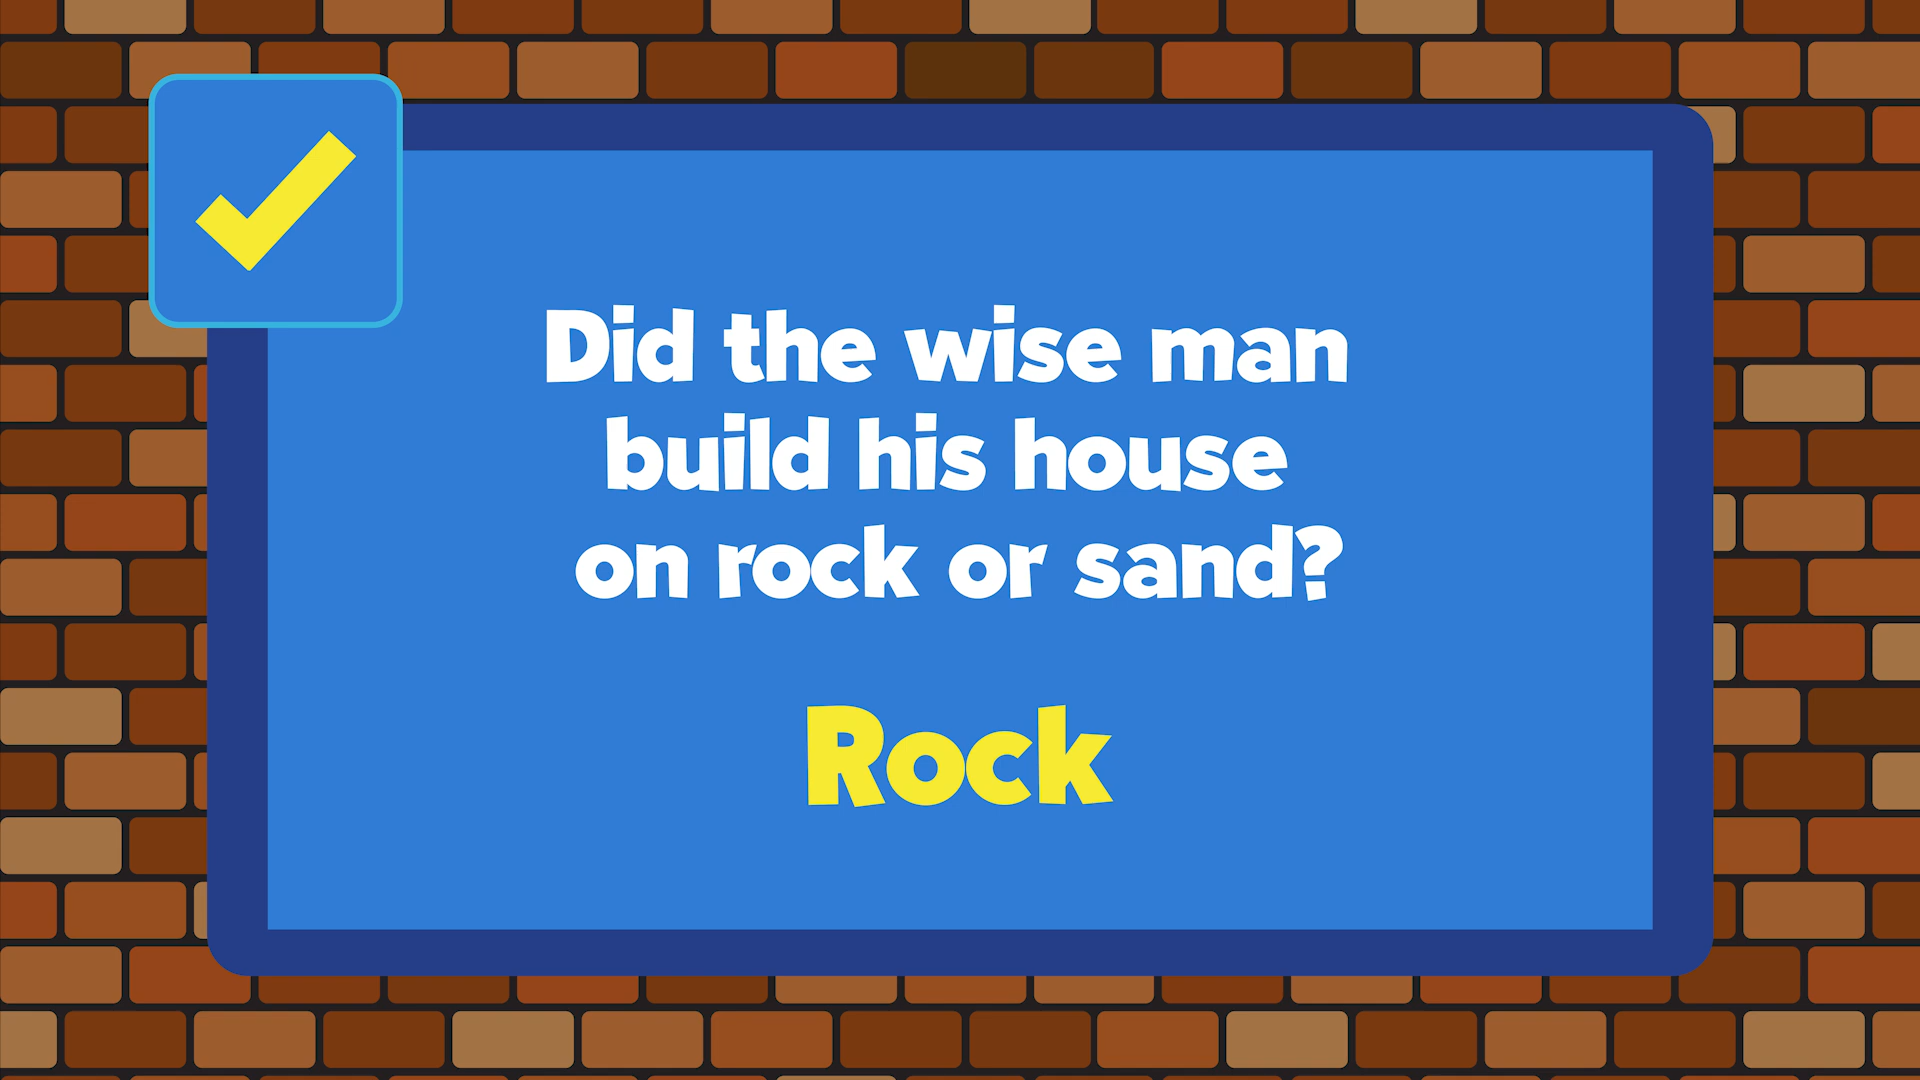 Did the wise man
build his house
on rock or sand?
Rock